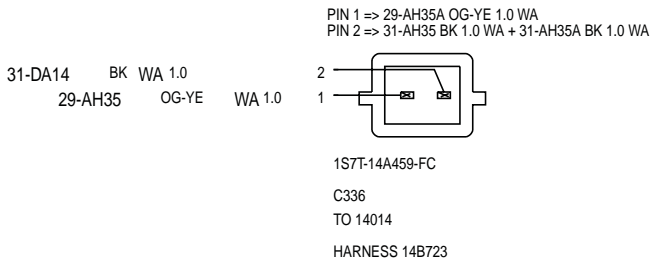 PIN 1 => 29-AH35A OG-YE 1.0 WA
PIN 2 => 31-AH35 BK 1.0 WA + 31-AH35A BK 1.0 WA
31-DA14 BK WA 1.0 2
29-AH35 OG-YE WA 1.0 1
1S7T-14A459-FC
C336
TO 14014
HARNESS 14B723